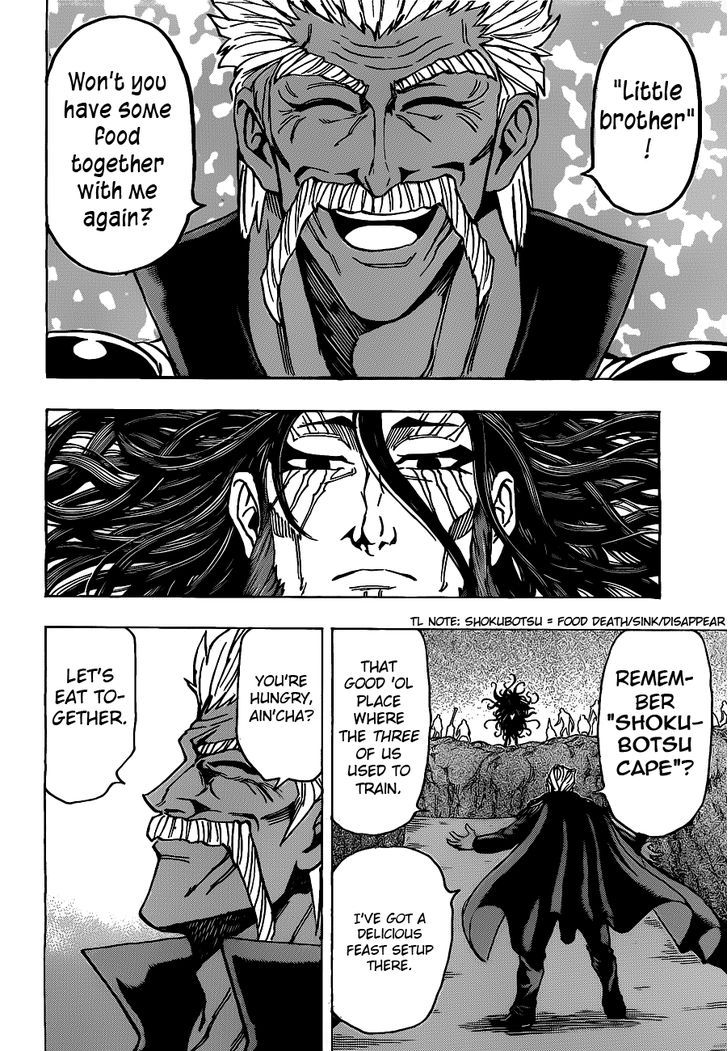 "Little
brother"
!
Won't you
have some
food
together
with me
again?
TL NOTE: SHOKUBOTSU = FOOD DEATH/SINK/DISAPPEAR
REMEM-
BER
"SHOKU-
BOTSU
CAPE"?
THAT
GOOD 'OL
PLACE
WHERE
THE THREE
OF US
USED TO
TRAIN.
I'VE GOT A
DELICIOUS
FEAST SETUP
THERE.
YOU'RE
HUNGRY,
AIN'CHA?
LET'S
EAT TO-
GETHER.